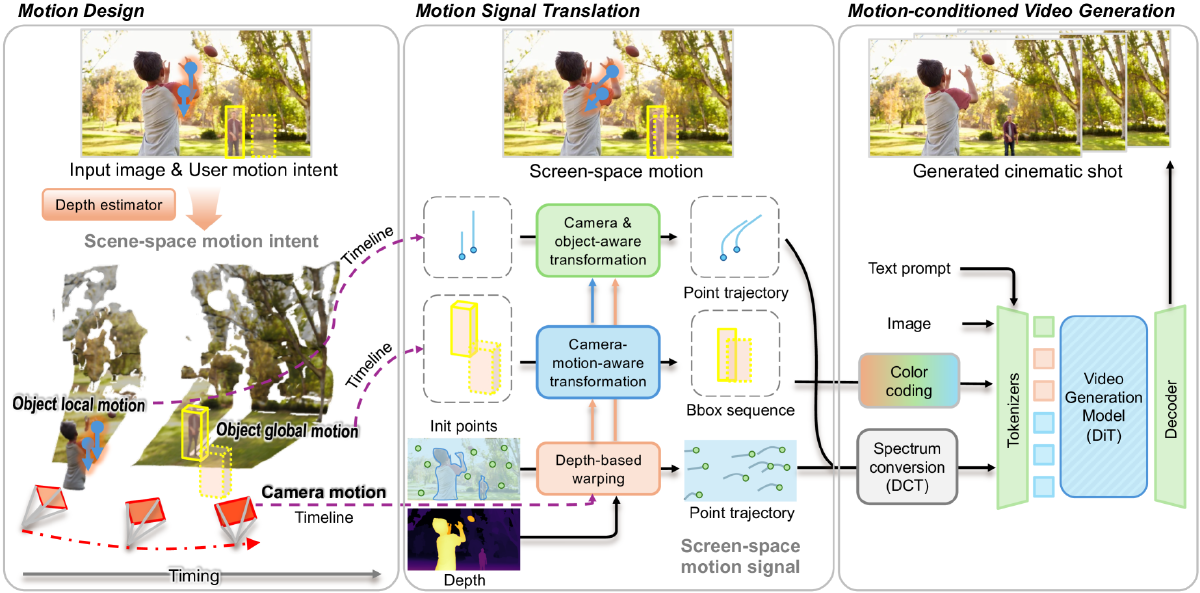 Motion Design
Input image & User motion intent
Depth estimator
Scene-space motion intent
Object local motion
Object global motion
Camera motion
Timeline
Timeline
Timeline
Timing
Motion Signal Translation
Screen-space motion
Camera &
object-aware
transformation
Point trajectory
Camera-
motion-aware
transformation
Bbox sequence
Init points
Depth-based
warping
Point trajectory
Depth
Screen-space
motion signal
Motion-conditioned Video Generation
Generated cinematic shot
Text prompt
Image
Color
coding
Spectrum
conversion
(DCT)
Tokenizers
Video
Generation
Model
(DiT)
Decoder